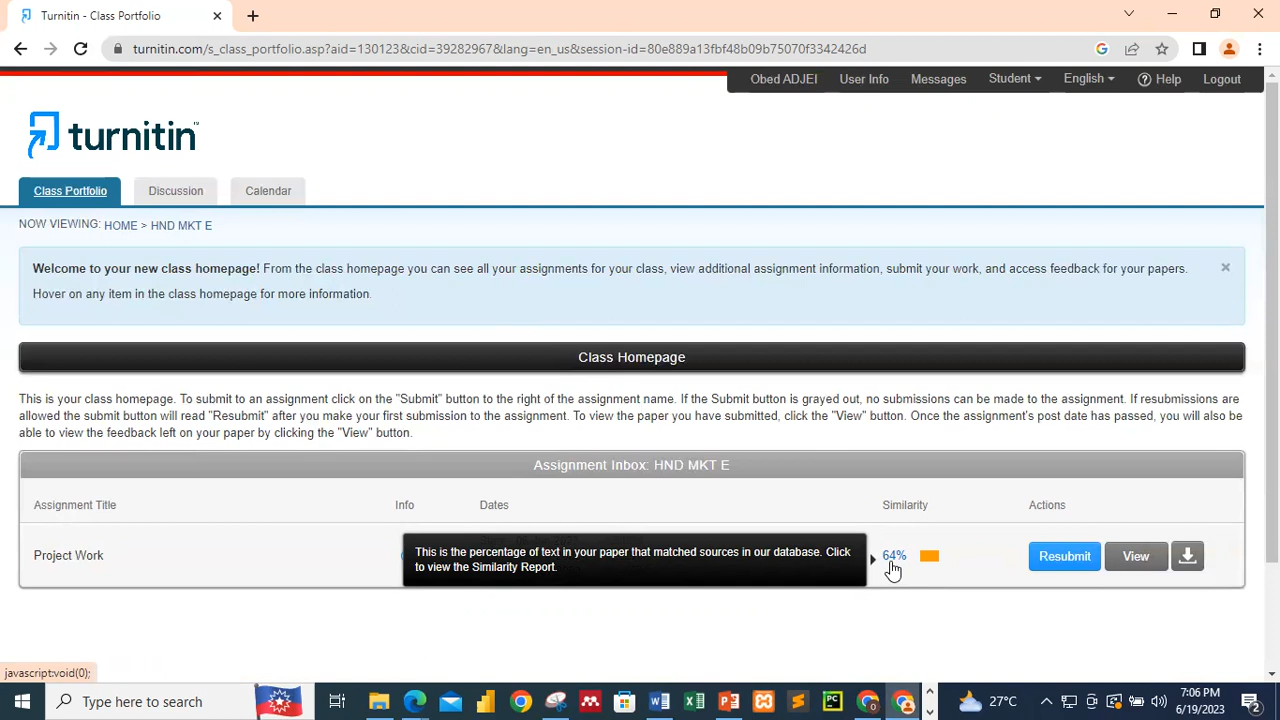 Turnitin - Class Portfolio
turnitin.com/s_class_portfolio.asp?aid=130123&cid=39282967&lang=en_us&session-id=80e889a13fbf48b09b75070f3342426d
Obed ADJEI User Info Messages Student English Help Logout
turnitin
Class Portfolio Discussion Calendar
NOW VIEWING: HOME > HND MKT E
Welcome to your new class homepage! From the class homepage you can see all your assignments for your class, view additional assignment information, submit your work, and access feedback for your papers.
Hover on any item in the class homepage for more information.
Class Homepage
This is your class homepage. To submit to an assignment click on the "Submit" button to the right of the assignment name. If the Submit button is grayed out, no submissions can be made to the assignment. If resubmissions are
allowed the submit button will read "Resubmit" after you make your first submission to the assignment. To view the paper you have submitted, click the "View" button. Once the assignment's post date has passed, you will also be
able to view the feedback left on your paper by clicking the "View" button.
Assignment Inbox: HND MKT E
Assignment Title Info Dates Similarity Actions
Project Work
This is the percentage of text in your paper that matched sources in our database. Click
to view the Similarity Report.
64% Resubmit View
javascript:void(0);
Type here to search
27°C
7:06 PM
6/19/2023
2